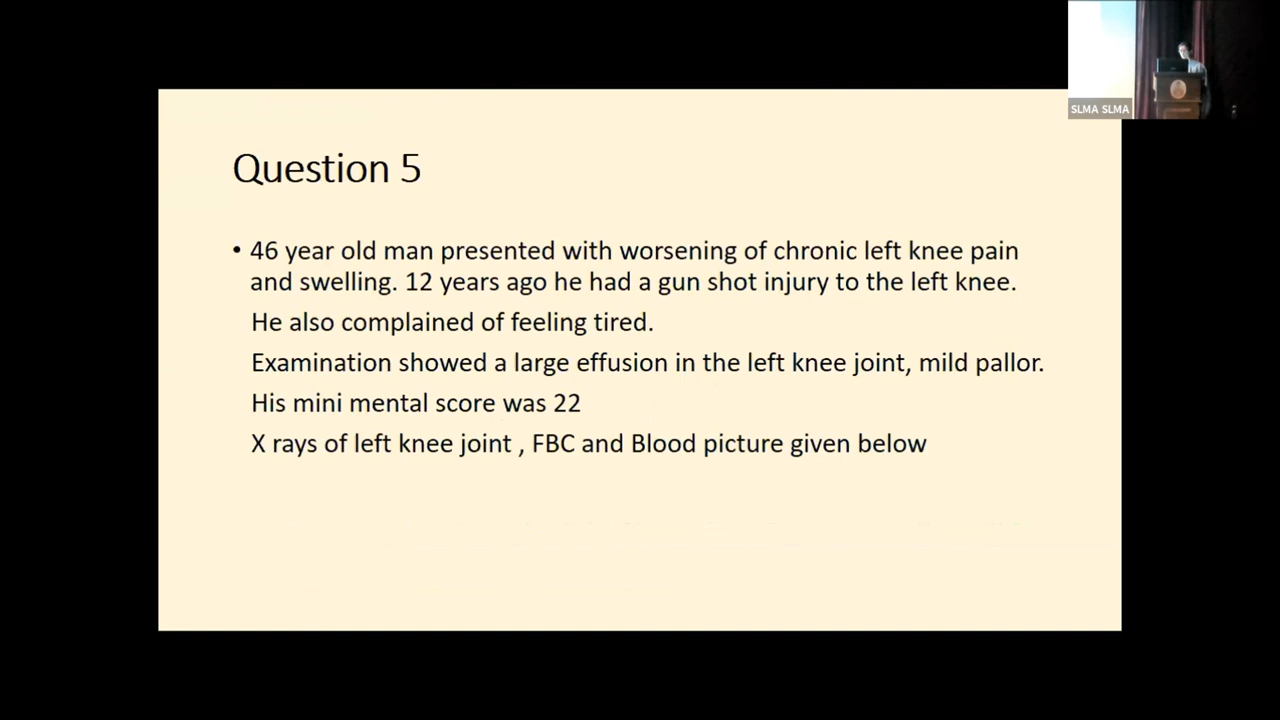 SLMA SLMA
Question 5
• 46 year old man presented with worsening of chronic left knee pain
and swelling. 12 years ago he had a gun shot injury to the left knee.
He also complained of feeling tired.
Examination showed a large effusion in the left knee joint, mild pallor.
His mini mental score was 22
X rays of left knee joint , FBC and Blood picture given below